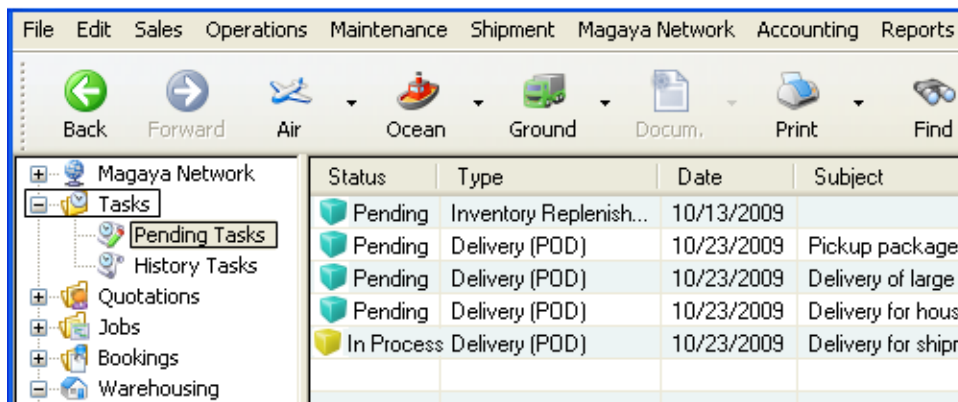 File Edit Sales Operations Maintenance Shipment Magaya Network Accounting Reports
Back Forward Air Ocean Ground Docum. Print Find
Magaya Network
Tasks
Pending Tasks
History Tasks
Quotations
Jobs
Bookings
Warehousing
Status Type Date Subject
Pending Inventory Replenish... 10/13/2009
Pending Delivery (POD) 10/23/2009 Pickup package
Pending Delivery (POD) 10/23/2009 Delivery of large
Pending Delivery (POD) 10/23/2009 Delivery for hous
In Process Delivery (POD) 10/23/2009 Delivery for shipr